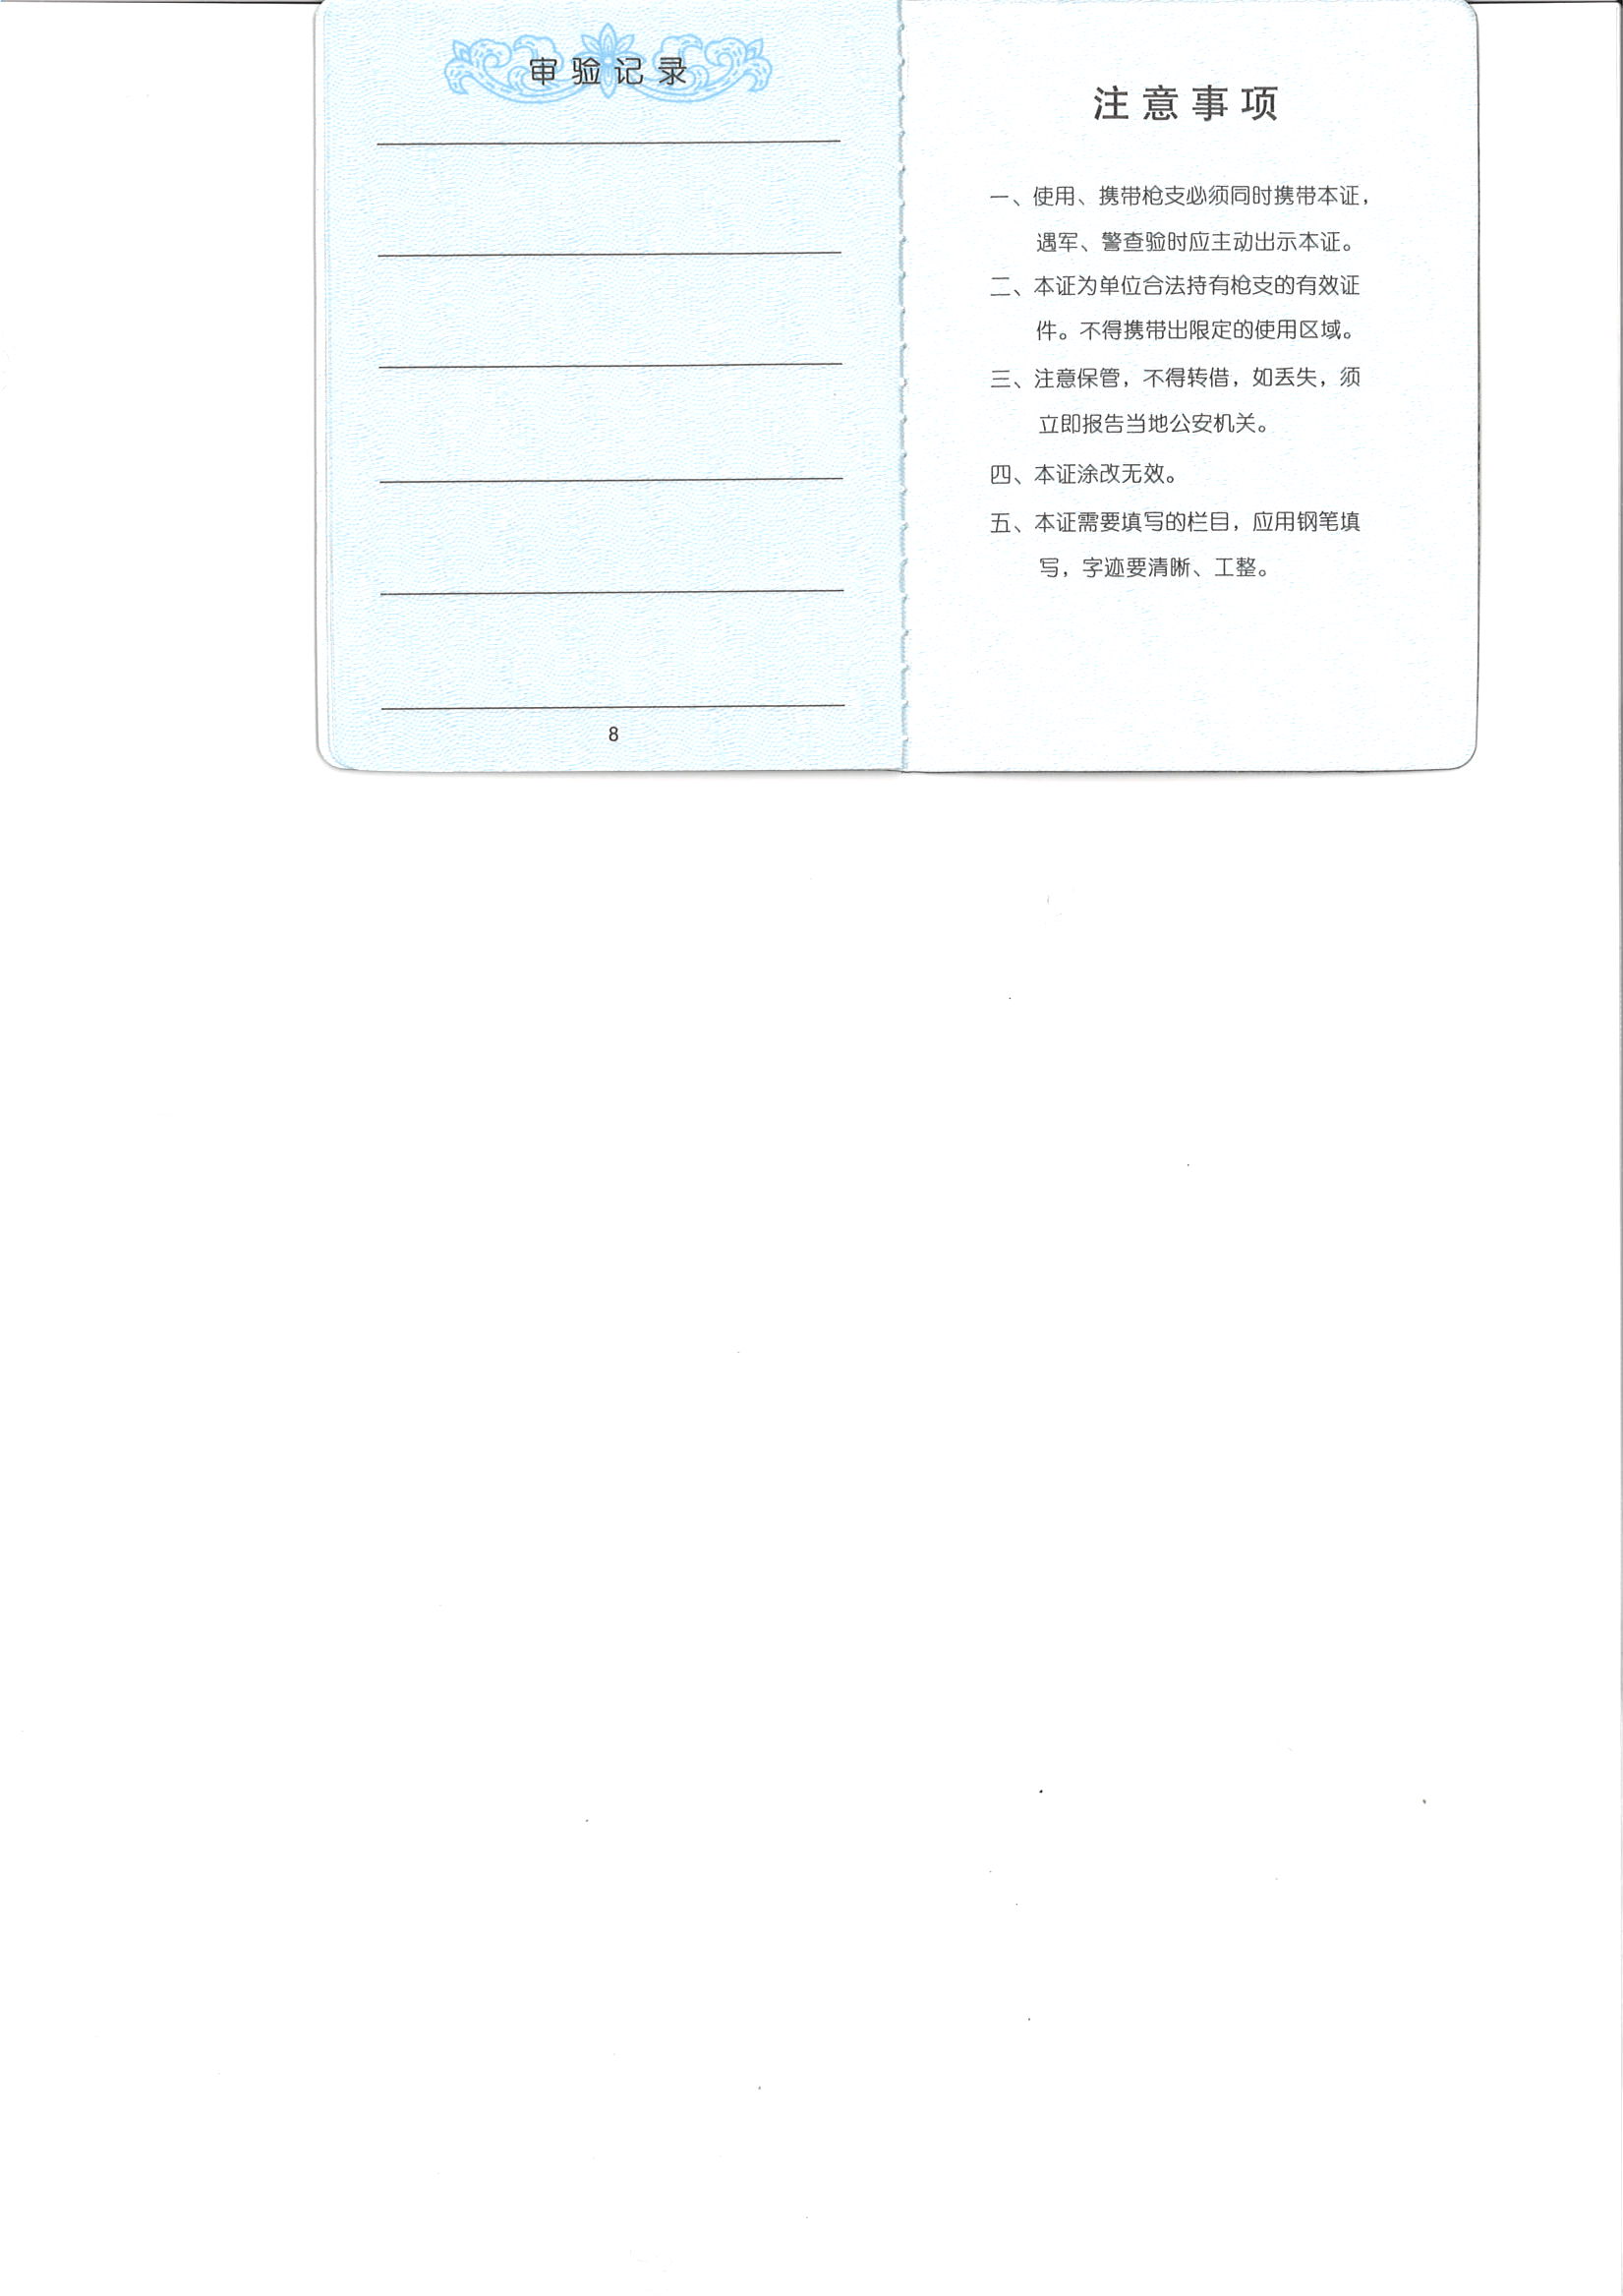 审验记录
8
注意事项
一、使用、携带枪支必须同时携带本证，
遇军、警查验时应主动出示本证。
二、本证为单位合法持有枪支的有效证
件。不得携带出限定的使用区域。
三、注意保管，不得转借，如丢失，须
立即报告当地公安机关。
四、本证涂改无效。
五、本证需要填写的栏目，应用钢笔填
写，字迹要清晰、工整。